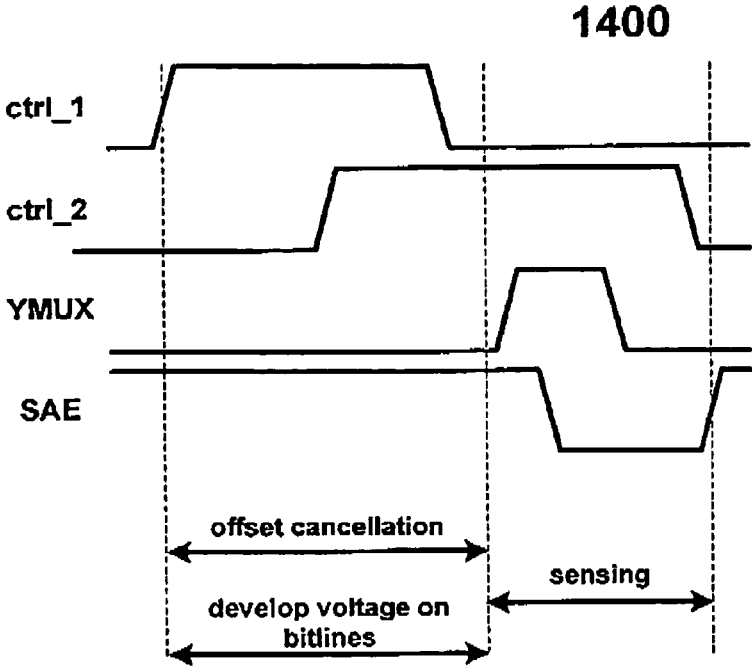 1400
ctrl_1
ctrl_2
YMUX
SAE
offset cancellation
sensing
develop voltage on
bitlines